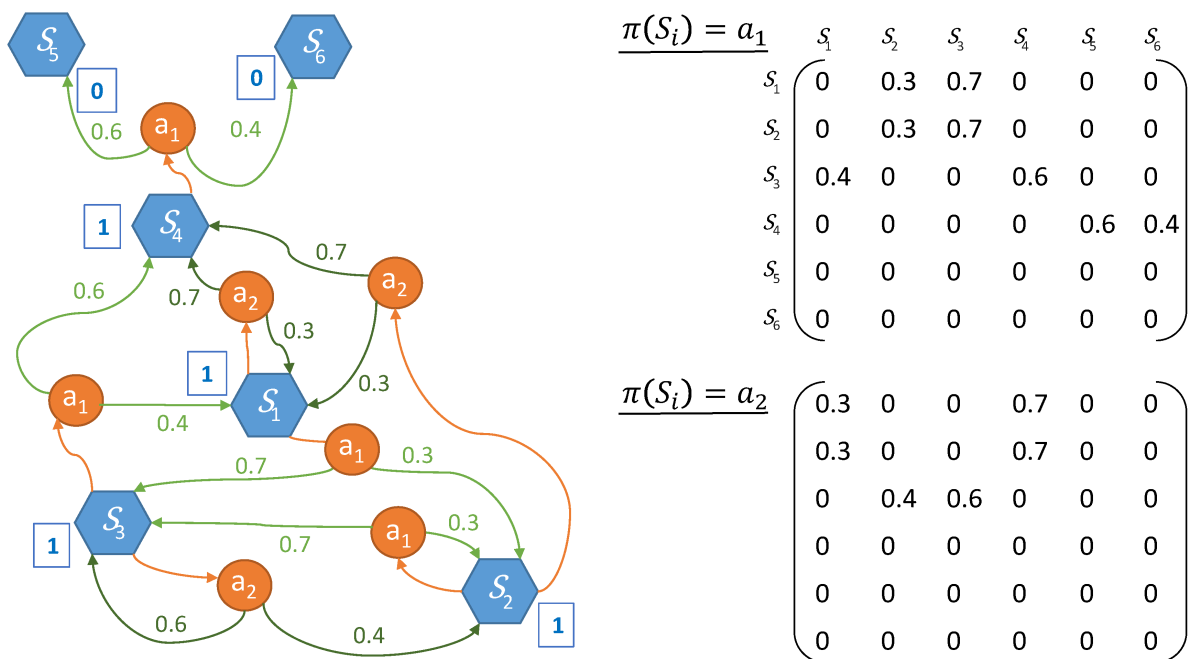 S5
S6
0
0
0.6
a1
0.4
S4
1
0.7
0.6
a2
0.7
a2
0.3
1
0.3
S1
a1
0.4
a1
0.7
0.3
S3
1
a1
0.3
0.7
a2
S2
1
0.6
0.4
π(Si) = a1
S1 S2 S3 S4 S5 S6
S1 0 0.3 0.7 0 0 0
S2 0 0.3 0.7 0 0 0
S3 0.4 0 0 0.6 0 0
S4 0 0 0 0 0.6 0.4
S5 0 0 0 0 0 0
S6 0 0 0 0 0 0
π(Si) = a2
0.3 0 0 0.7 0 0
0.3 0 0 0.7 0 0
0 0.4 0.6 0 0 0
0 0 0 0 0 0
0 0 0 0 0 0
0 0 0 0 0 0